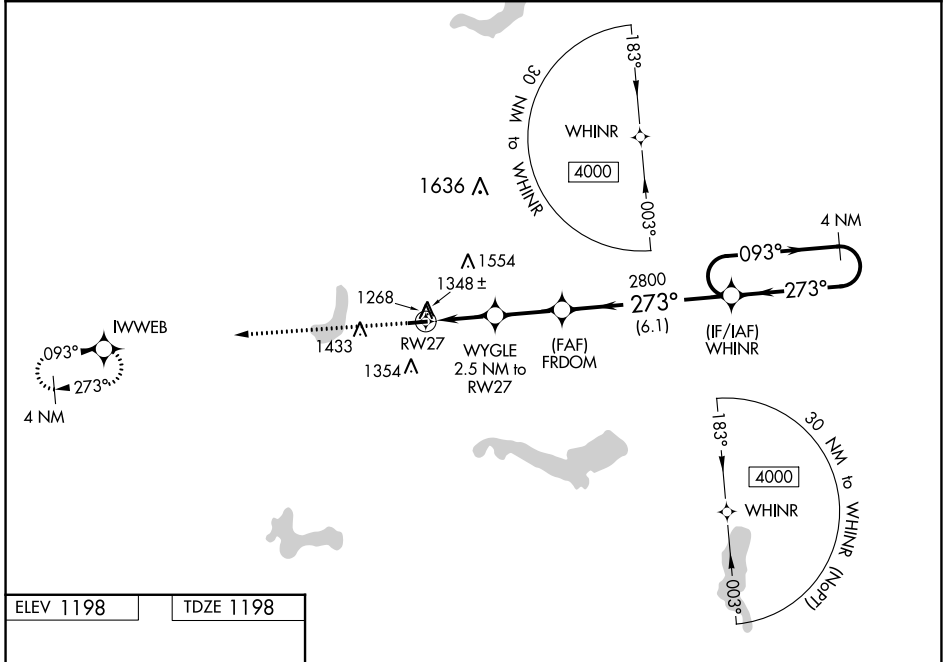 183°
30 NM to WHINR
WHINR
4000
003°
1636
4 NM
093°
1554
1348 ±
2800
273°
273°
1268
(6.1)
(IF/IAF)
WHINR
IWWEB
RW27
WYGLE
2.5 NM to
RW27
(FAF)
FRDOM
1433
093°
1354
273°
4 NM
183°
30 NM to WHINR (NoPT)
4000
WHINR
003°
ELEV 1198
TDZE 1198